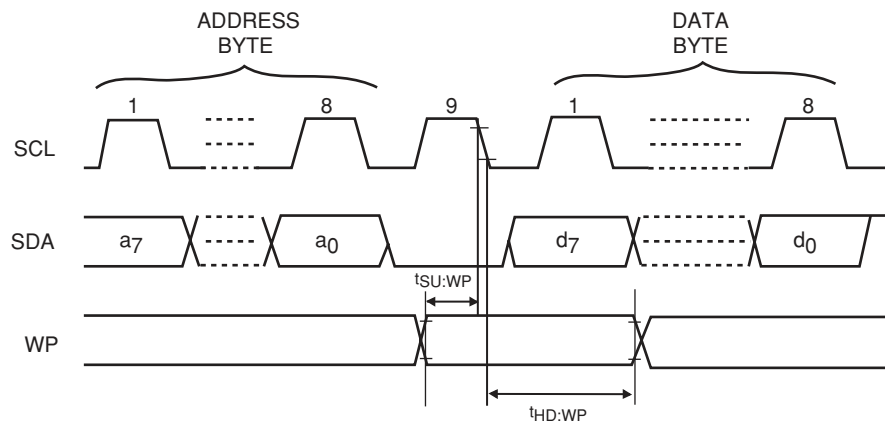 ADDRESS
BYTE
DATA
BYTE
1
8
9
1
8
SCL
SDA
a7
a0
d7
d0
tSU:WP
WP
tHD:WP